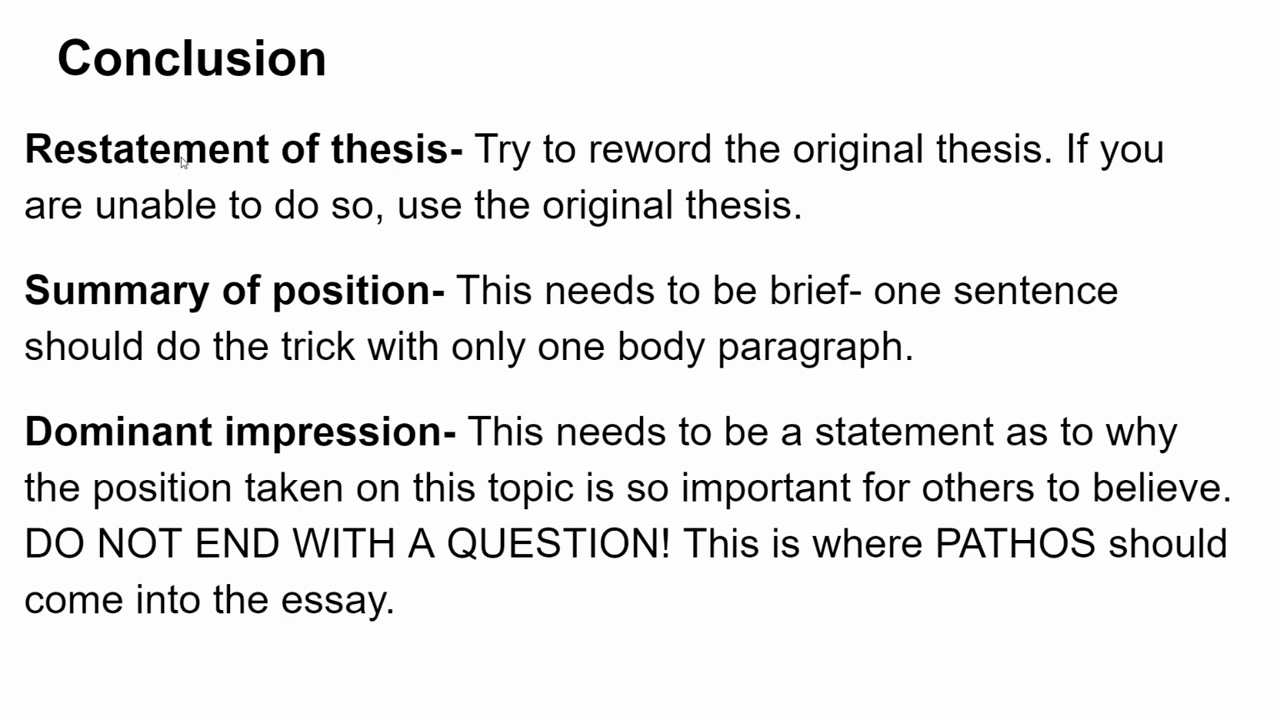 Conclusion
Restatement of thesis- Try to reword the original thesis. If you
are unable to do so, use the original thesis.
Summary of position- This needs to be brief- one sentence
should do the trick with only one body paragraph.
Dominant impression- This needs to be a statement as to why
the position taken on this topic is so important for others to believe.
DO NOT END WITH A QUESTION! This is where PATHOS should
come into the essay.